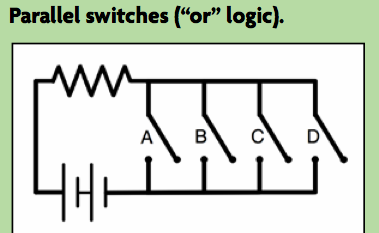 Parallel switches (“or” logic).
A B C D